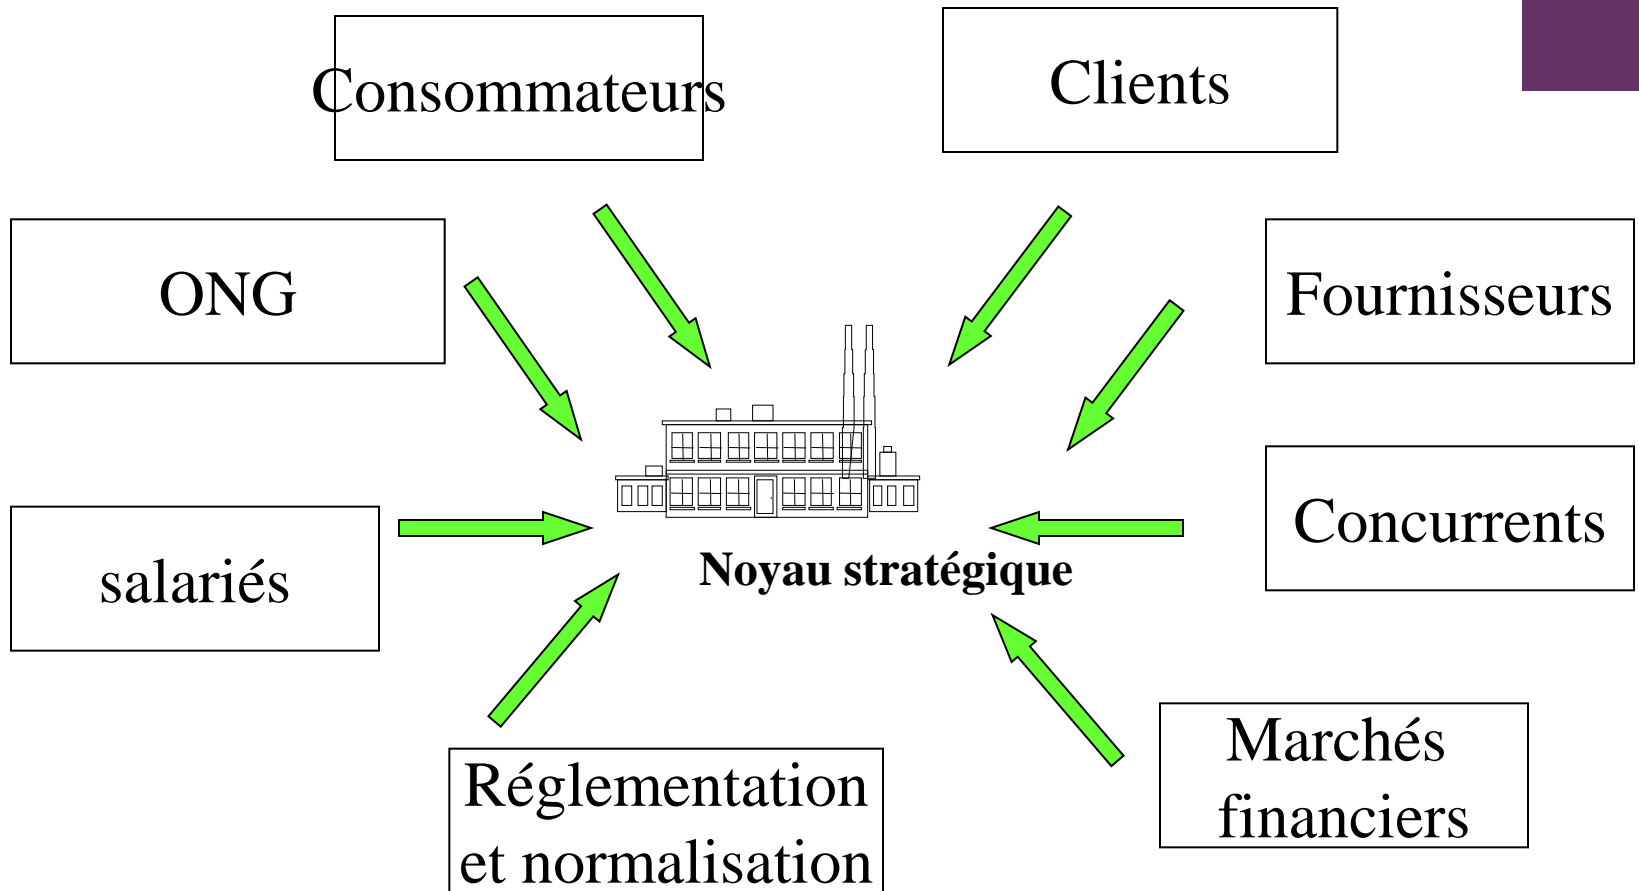 Consommateurs
Clients
ONG
Fournisseurs
Concurrents
salariés
Noyau stratégique
Marchés
financiers
Réglementation
et normalisation